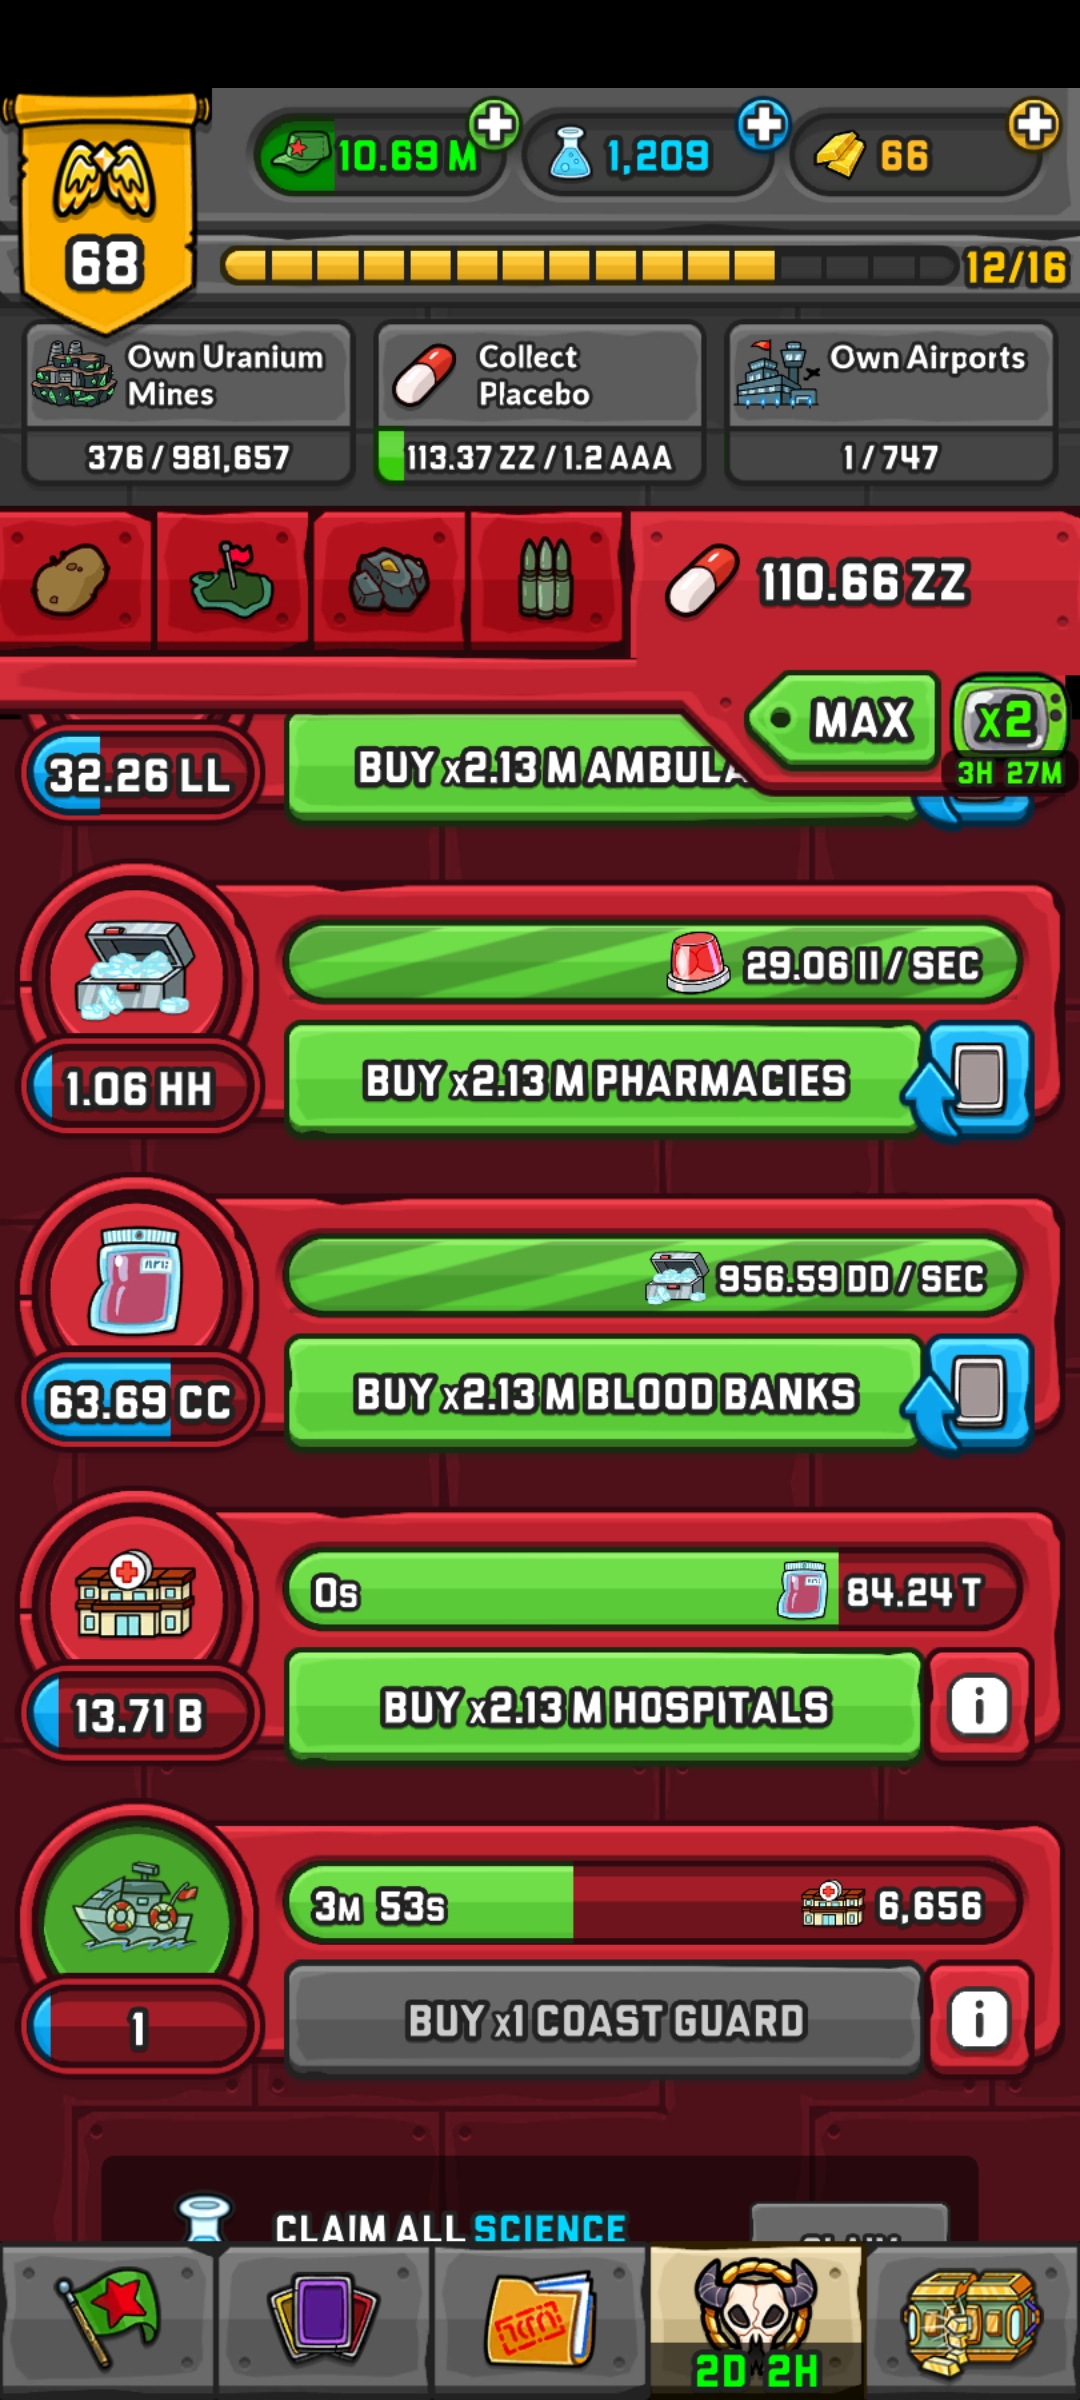 10.69 M
1,209
66
68
12/16
Own Uranium
Mines
376 / 981,657
Collect
Placebo
113.37 ZZ / 1.2 AAA
Own Airports
1 / 747
110.66 ZZ
MAX
x2
3H 27M
32.26 LL
BUY x2.13 M AMBULA
29.06 II / SEC
1.06 HH
BUY x2.13 M PHARMACIES
956.59 DD / SEC
63.69 CC
BUY x2.13 M BLOOD BANKS
0s
84.24 T
13.71 B
BUY x2.13 M HOSPITALS
i
3M 53s
6,656
1
BUY x1 COAST GUARD
i
CLAIM ALL SCIENCE
2D 2H